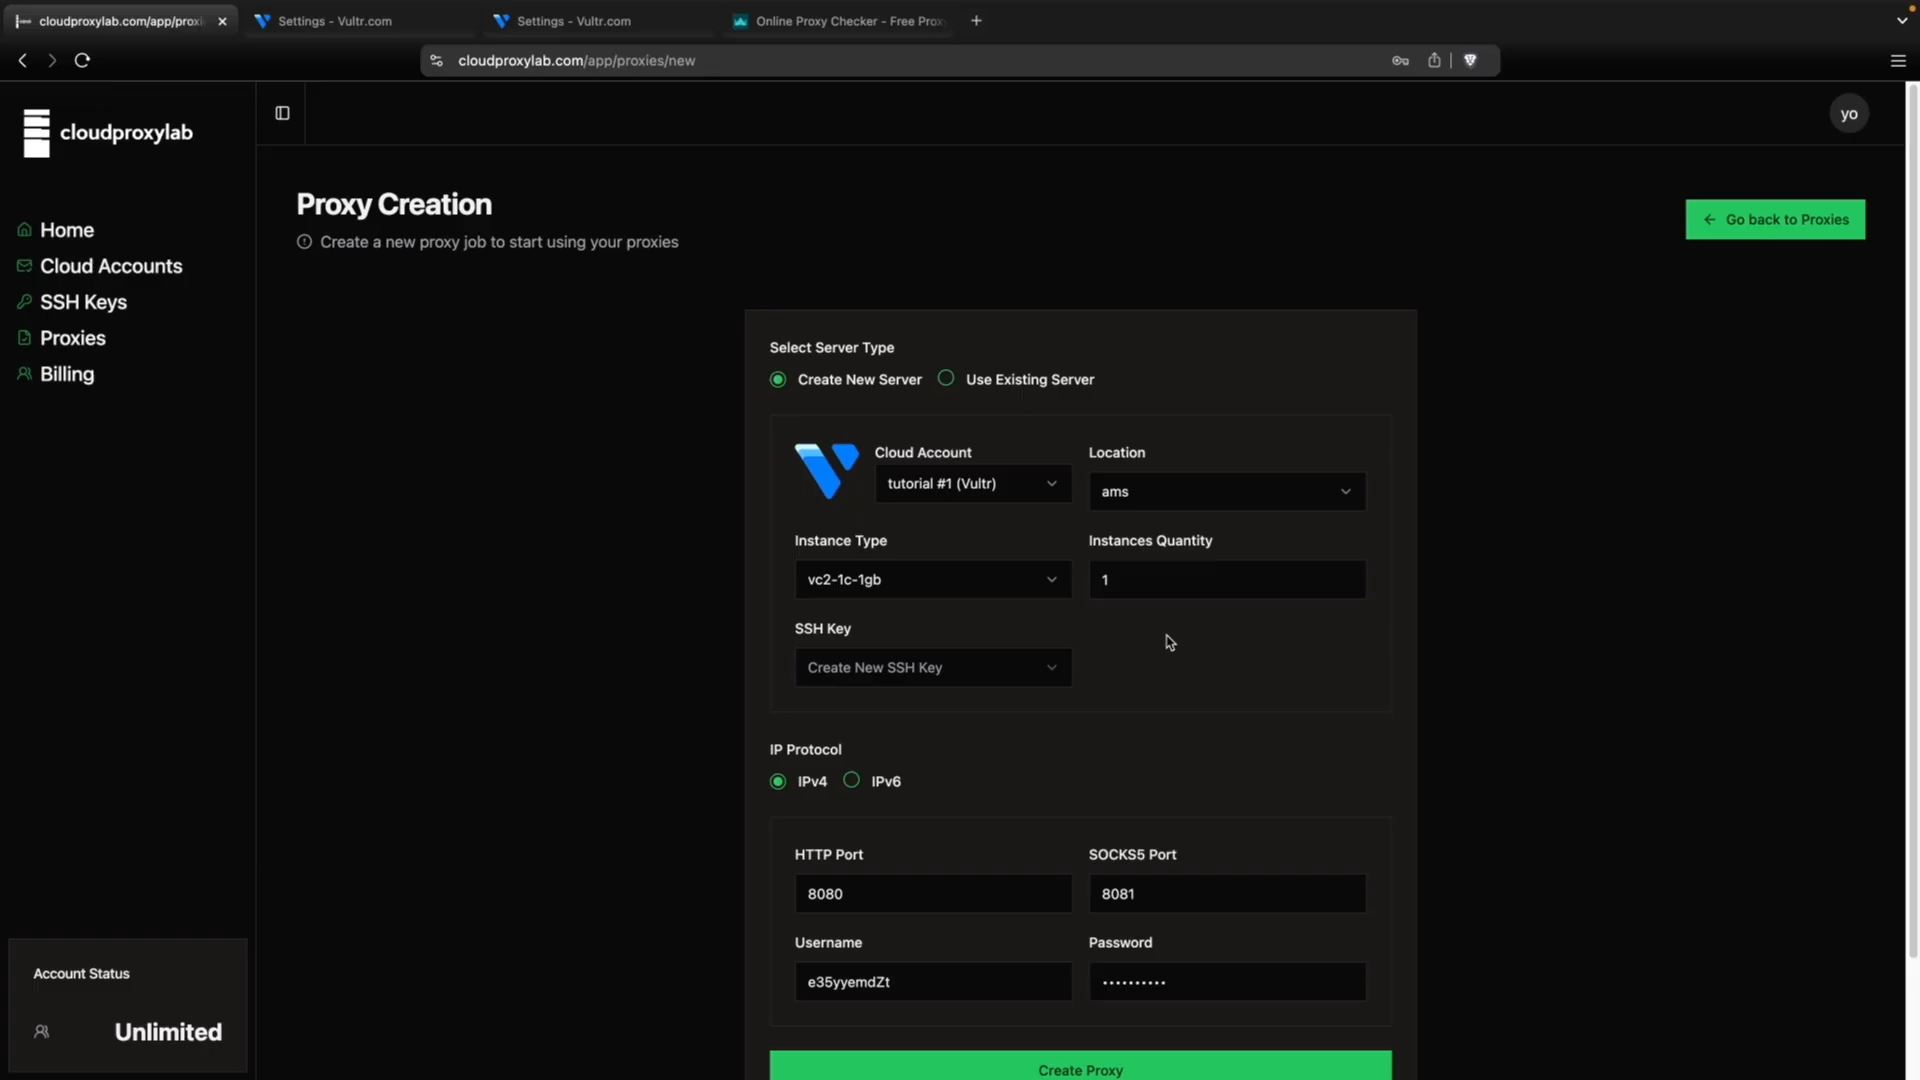 cloudproxylab.com/app/proxi
Settings - Vultr.com
Settings - Vultr.com
Online Proxy Checker - Free Prox
cloudproxylab.com/app/proxies/new
cloudproxylab
yo
Home
Cloud Accounts
SSH Keys
Proxies
Billing
Proxy Creation
Create a new proxy job to start using your proxies
Go back to Proxies
Select Server Type
Create New Server
Use Existing Server
Cloud Account
Location
tutorial #1 (Vultr)
ams
Instance Type
Instances Quantity
vc2-1c-1gb
1
SSH Key
Create New SSH Key
IP Protocol
IPv4
IPv6
HTTP Port
SOCKS5 Port
8080
8081
Username
Password
e35yyemdZt
••••••••••
Create Proxy
Account Status
Unlimited